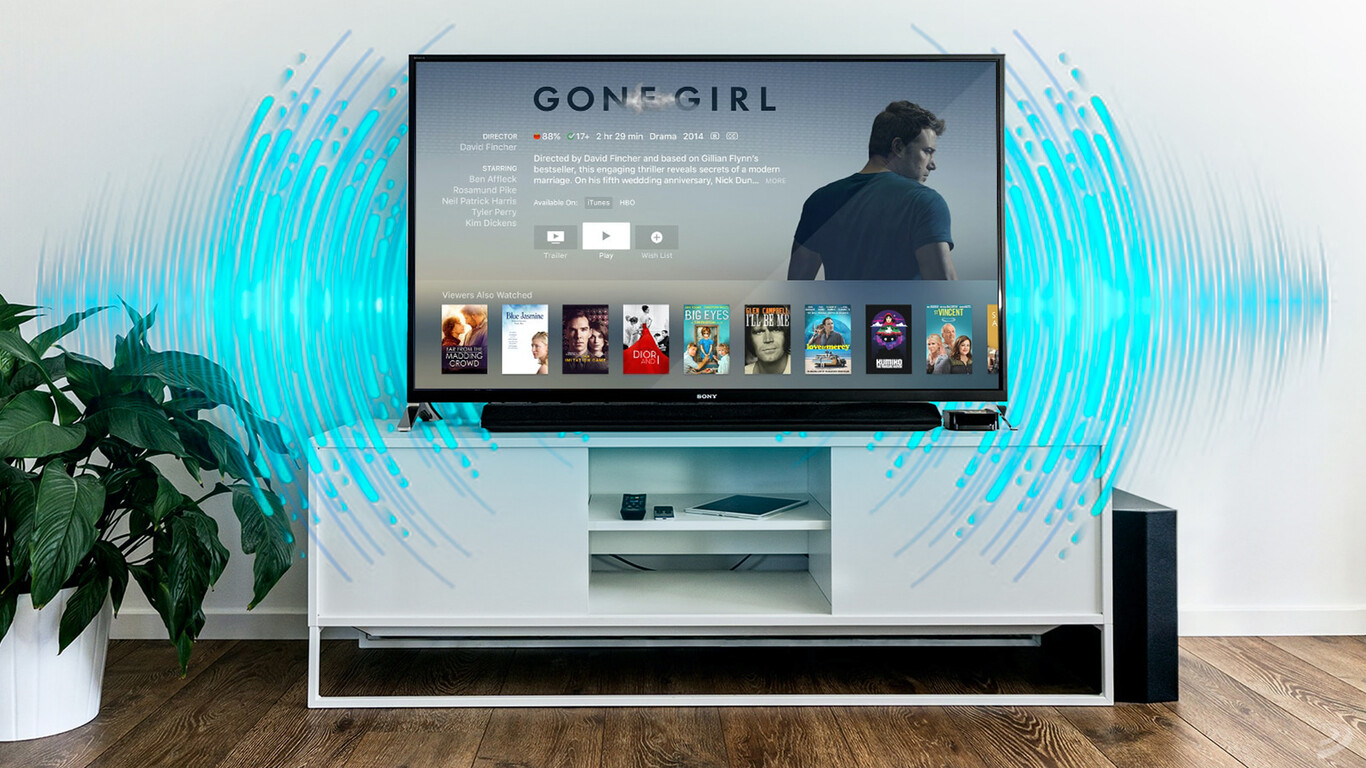 GONE GIRL
DIRECTOR
David Fincher
STARRING
Ben Affleck
Rosamund Pike
Neil Patrick Harris
Tyler Perry
Kim Dickens
88% 17+ 2 hr 29 min Drama 2014 CC
Directed by David Fincher and based on Gillian Flynn's
bestseller, this engaging thriller reveals secrets of a modern
marriage. On his fifth weddding anniversary, Nick Dun... MORE
Available On: iTunes HBO
Trailer Play Wish List
Viewers Also Watched
FAR FROM THE
MADDING
CROWD
Blue Jasmine
DIOR
AND I
BIG EYES
GLEN CAMPBELL
I'LL BE ME
love&mercy
ST. VINCENT
SONY